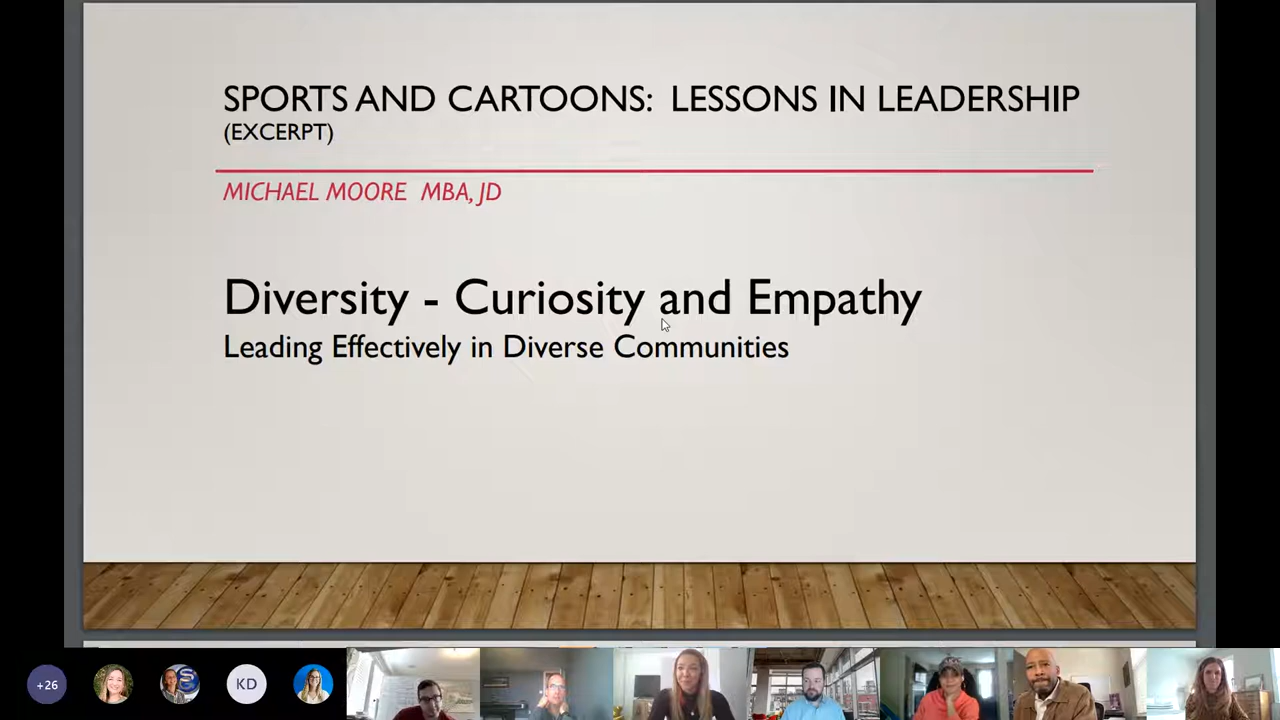 SPORTS AND CARTOONS: LESSONS IN LEADERSHIP
(EXCERPT)
MICHAEL MOORE MBA, JD
Diversity - Curiosity and Empathy
Leading Effectively in Diverse Communities
+26
KD